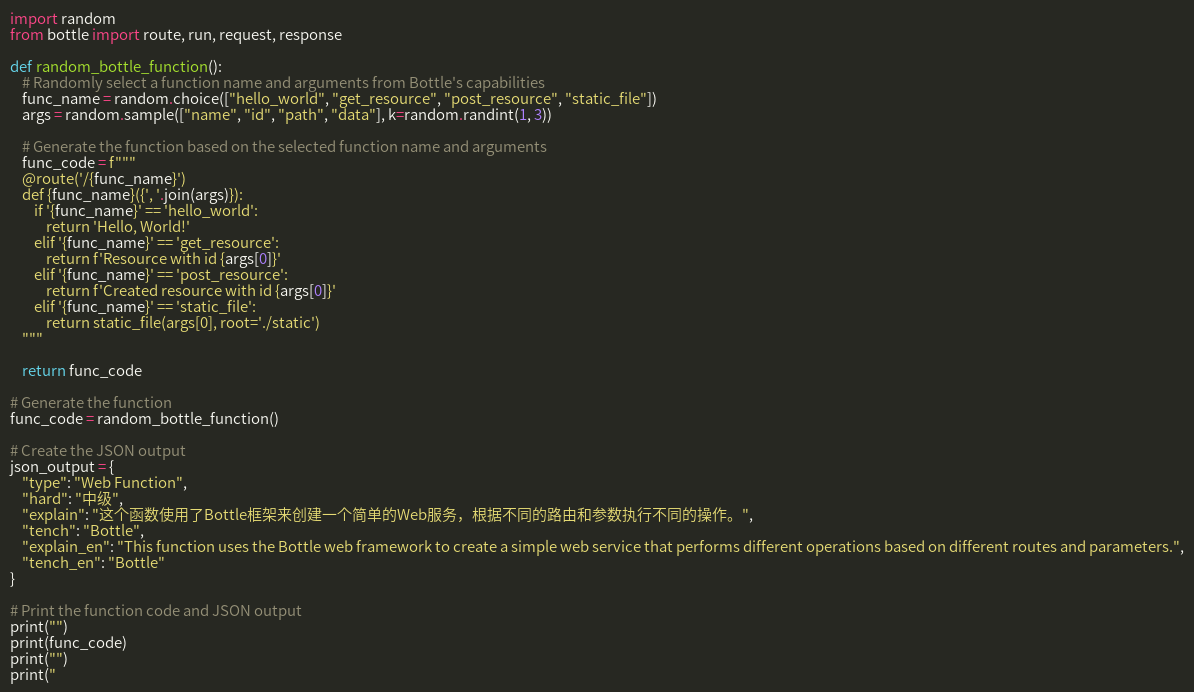 import random
from bottle import route, run, request, response

def random_bottle_function():
    # Randomly select a function name and arguments from Bottle's capabilities
    func_name = random.choice(["hello_world", "get_resource", "post_resource", "static_file"])
    args = random.sample(["name", "id", "path", "data"], k=random.randint(1, 3))

    # Generate the function based on the selected function name and arguments
    func_code = f"""
    @route('/{func_name}')
    def {func_name}({', '.join(args)}):
        if '{func_name}' == 'hello_world':
            return 'Hello, World!'
        elif '{func_name}' == 'get_resource':
            return f'Resource with id {args[0]}'
        elif '{func_name}' == 'post_resource':
            return f'Created resource with id {args[0]}'
        elif '{func_name}' == 'static_file':
            return static_file(args[0], root='./static')
    """

    return func_code

# Generate the function
func_code = random_bottle_function()

# Create the JSON output
json_output = {
    "type": "Web Function",
    "hard": "中级",
    "explain": "这个函数使用了Bottle框架来创建一个简单的Web服务，根据不同的路由和参数执行不同的操作。",
    "tench": "Bottle",
    "explain_en": "This function uses the Bottle web framework to create a simple web service that performs different operations based on different routes and parameters.",
    "tench_en": "Bottle"
}

# Print the function code and JSON output
print("")
print(func_code)
print("")
print("